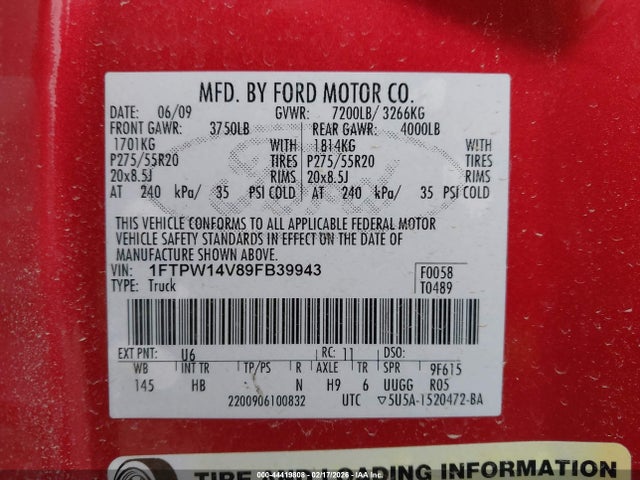 MFD. BY FORD MOTOR CO.
DATE: 06/09 GVWR: 7200LB/ 3266KG
FRONT GAWR: 3750LB REAR GAWR: 4000LB
1701KG WITH 1814KG WITH
P275/55R20 TIRES P275/55R20 TIRES
20x8.5J RIMS 20x8.5J RIMS
AT 240 kPa/ 35 PSI COLD AT 240 kPa/ 35 PSI COLD
THIS VEHICLE CONFORMS TO ALL APPLICABLE FEDERAL MOTOR
VEHICLE SAFETY STANDARDS IN EFFECT ON THE DATE OF
MANUFACTURE SHOWN ABOVE.
VIN: 1FTPW14V89FB39943 F0058
TYPE: Truck T0489
EXT PNT: U6 RC: 11 DSO:
WB INT TR TP/PS R AXLE TR SPR 9F615
145 HB N H9 6 UUGG R05
2200906100832 UTC ▽5U5A-1520472-BA
000-44419808 - 02/17/2026 - IAA Inc.